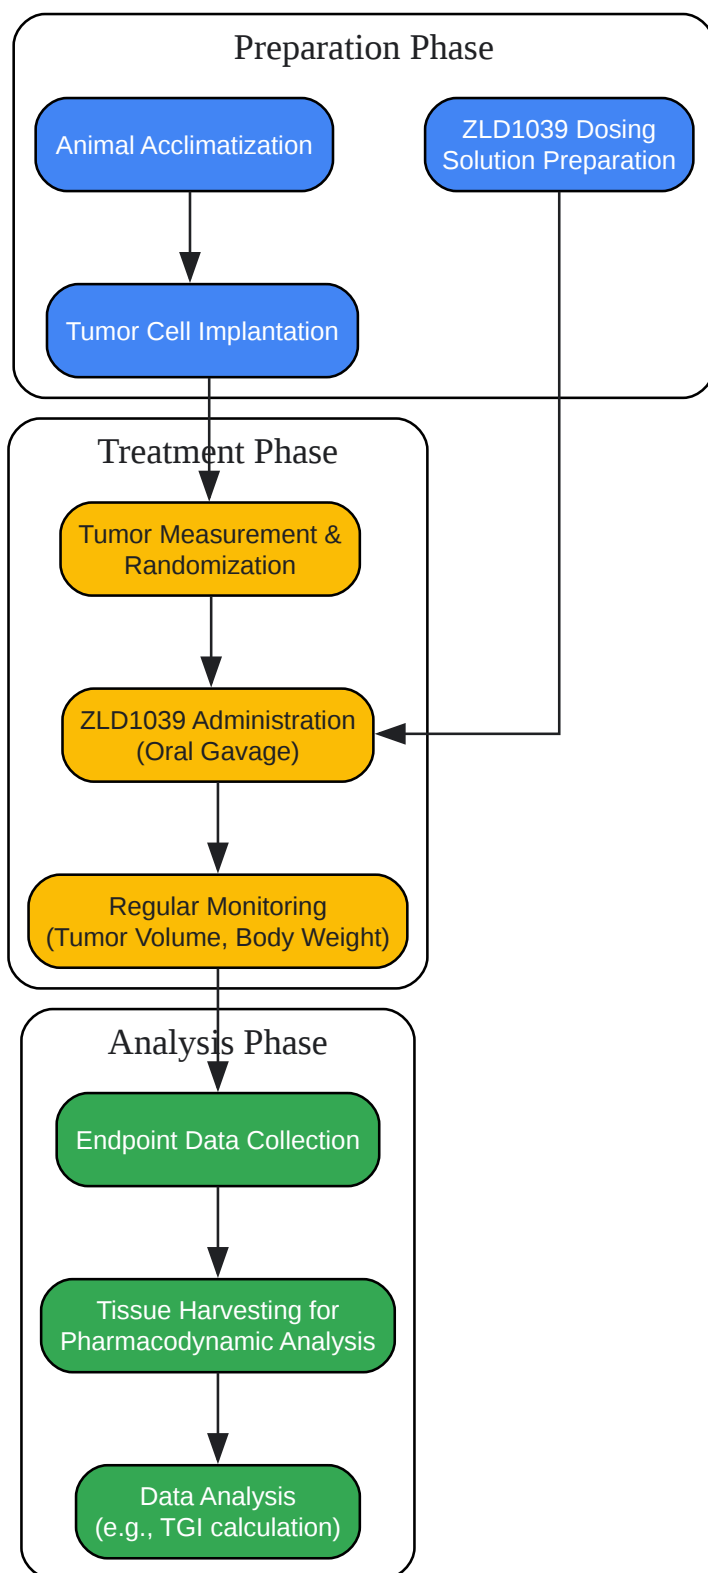 Preparation Phase
Animal Acclimatization
ZLD1039 Dosing
Solution Preparation
Tumor Cell Implantation
Treatment Phase
Tumor Measurement &
Randomization
ZLD1039 Administration
(Oral Gavage)
Regular Monitoring
(Tumor Volume, Body Weight)
Analysis Phase
Endpoint Data Collection
Tissue Harvesting for
Pharmacodynamic Analysis
Data Analysis
(e.g., TGI calculation)